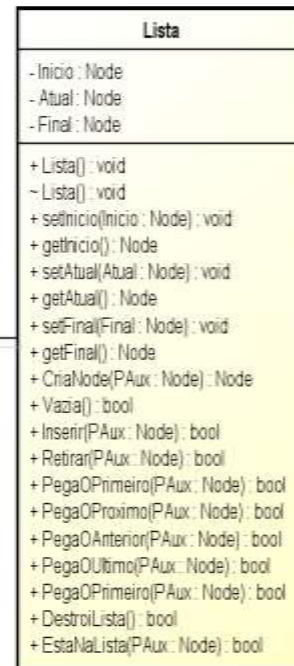 Lista
- Inicio : Node
- Atual : Node
- Final : Node
+ Lista() : void
~ Lista() : void
+ setInicio(Inicio : Node) : void
+ getInicio() : Node
+ setAtual(Atual : Node) : void
+ getAtual() : Node
+ setFinal(Final : Node) : void
+ getFinal() : Node
+ CriaNode(PAux : Node) : Node
+ Vazia() : bool
+ Inserir(PAux : Node) : bool
+ Retirar(PAux : Node) : bool
+ PegaOPrimeiro(PAux : Node) : bool
+ PegaOProximo(PAux : Node) : bool
+ PegaOAnterior(PAux : Node) : bool
+ PegaOUltimo(PAux : Node) : bool
+ PegaOPrimeiro(PAux : Node) : bool
+ DestroiLista() : bool
+ EstaNaLista(PAux : Node) : bool